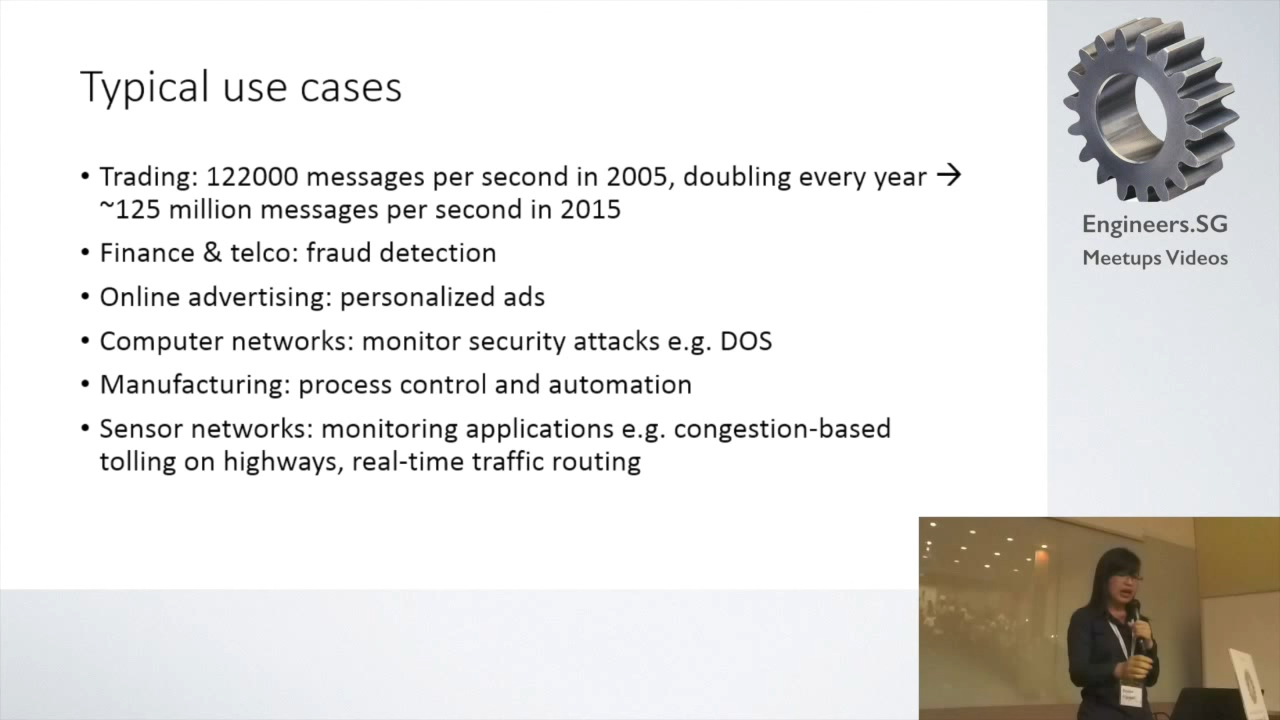 Typical use cases
• Trading: 122000 messages per second in 2005, doubling every year →
~125 million messages per second in 2015
• Finance & telco: fraud detection
• Online advertising: personalized ads
• Computer networks: monitor security attacks e.g. DOS
• Manufacturing: process control and automation
• Sensor networks: monitoring applications e.g. congestion-based
tolling on highways, real-time traffic routing
Engineers.SG
Meetups Videos